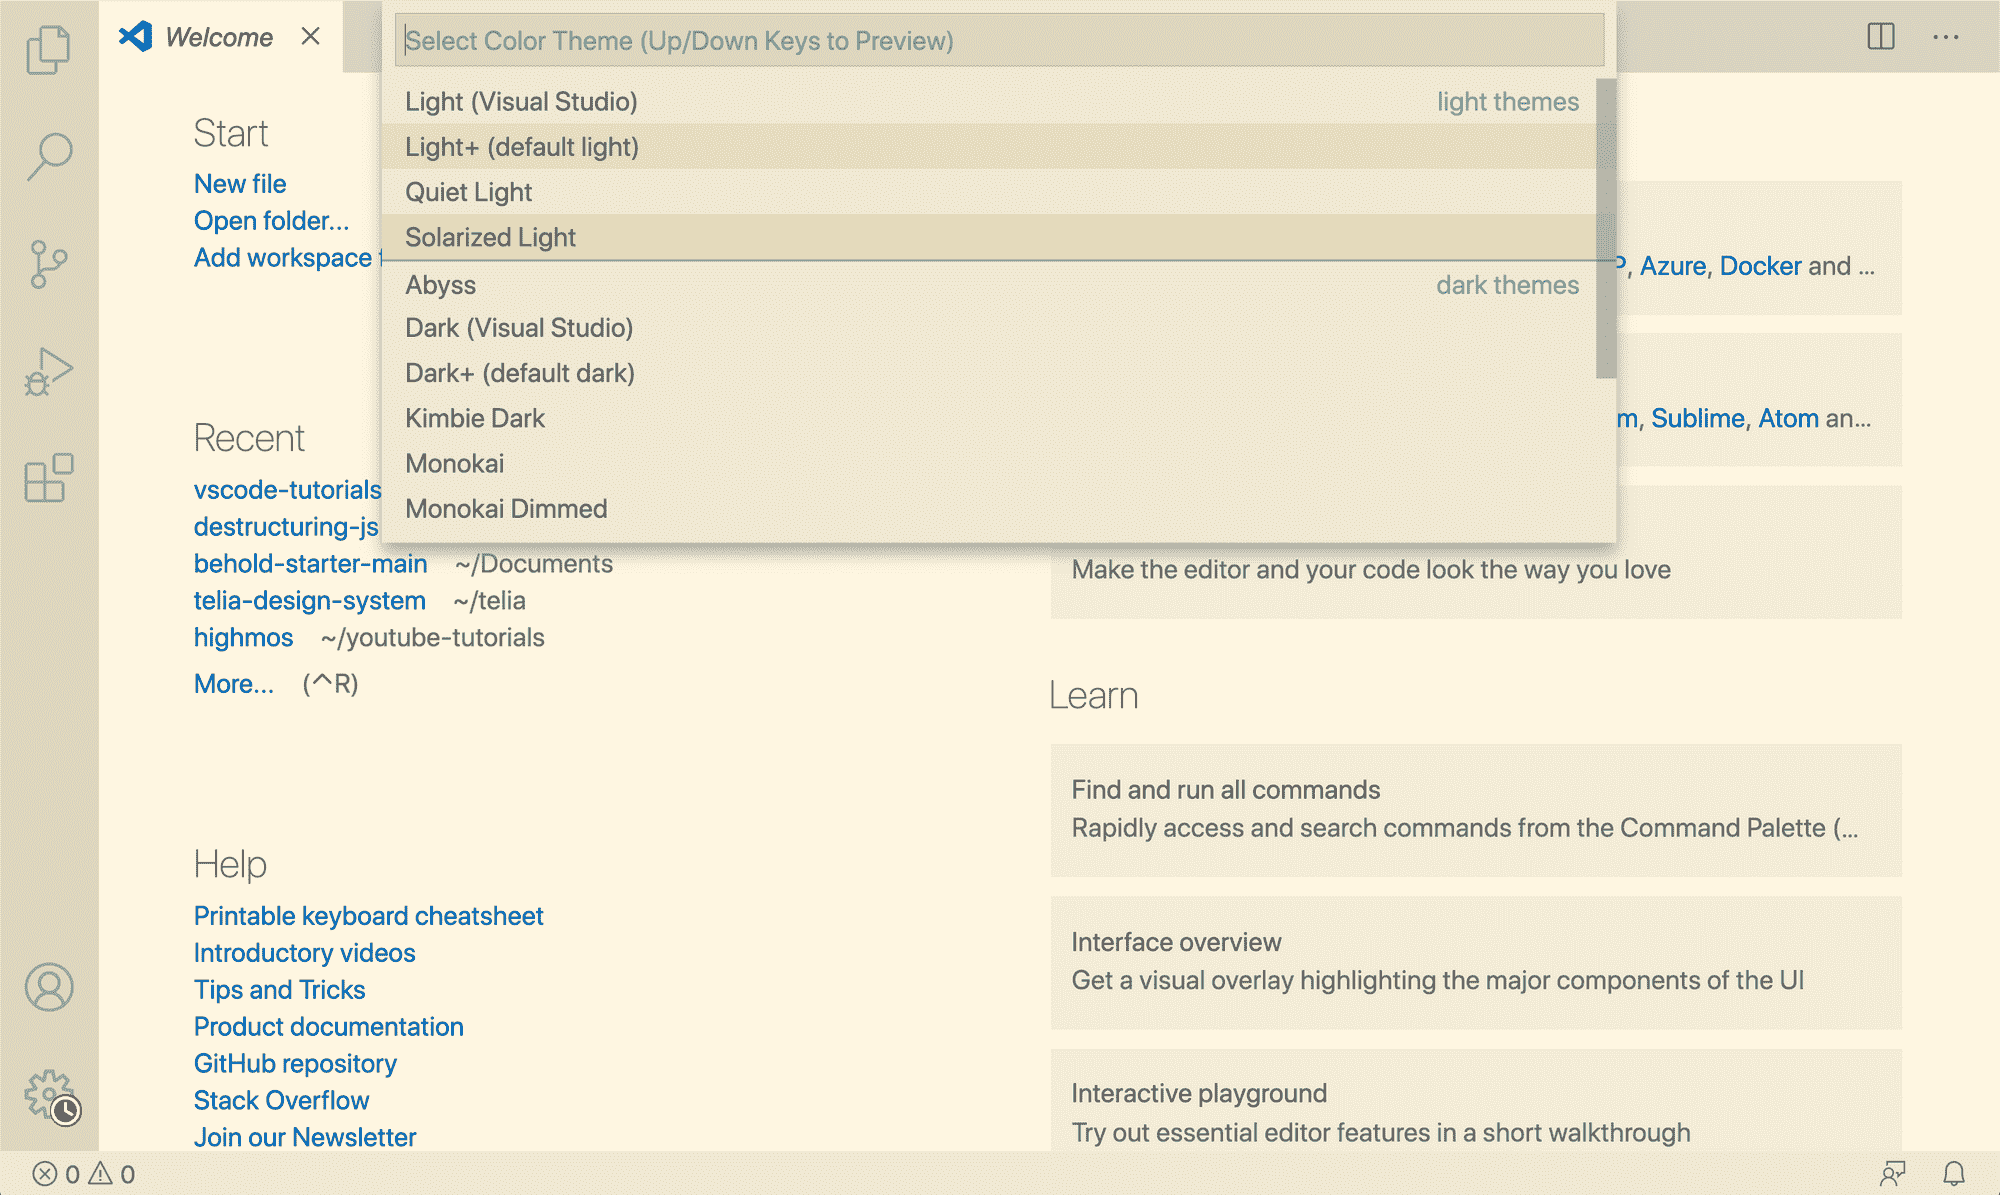 Welcome
Select Color Theme (Up/Down Keys to Preview)
Light (Visual Studio) light themes
Light+ (default light)
Quiet Light
Solarized Light
Abyss dark themes
Dark (Visual Studio)
Dark+ (default dark)
Kimbie Dark
Monokai
Monokai Dimmed
Start
New file
Open folder...
Add workspace
Recent
vscode-tutorials
destructuring-js
behold-starter-main ~/Documents
telia-design-system ~/telia
highmos ~/youtube-tutorials
More... (^R)
Help
Printable keyboard cheatsheet
Introductory videos
Tips and Tricks
Product documentation
GitHub repository
Stack Overflow
Join our Newsletter
, Azure, Docker and ...
m, Sublime, Atom an...
Make the editor and your code look the way you love
Learn
Find and run all commands
Rapidly access and search commands from the Command Palette (...
Interface overview
Get a visual overlay highlighting the major components of the UI
Interactive playground
Try out essential editor features in a short walkthrough
0 0